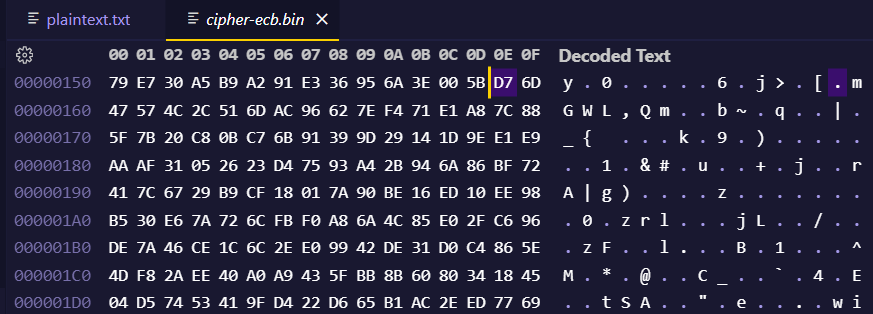 plaintext.txt cipher-ecb.bin
00 01 02 03 04 05 06 07 08 09 0A 0B 0C 0D 0E 0F Decoded Text
00000150 79 E7 30 A5 B9 A2 91 E3 36 95 6A 3E 00 5B D7 6D y . 0 . . . . . 6 . j > . [ . m
00000160 47 57 4C 2C 51 6D AC 96 62 7E F4 71 E1 A8 7C 88 G W L , Q m . . b ~ . q . . | .
00000170 5F 7B 20 C8 0B C7 6B 91 39 9D 29 14 1D 9E E1 E9 _ {   . . . k . 9 . ) . . . . .
00000180 AA AF 31 05 26 23 D4 75 93 A4 2B 94 6A 86 BF 72 . . 1 . & # . u . . + . j . . r
00000190 41 7C 67 29 B9 CF 18 01 7A 90 BE 16 ED 10 EE 98 A | g ) . . . . z . . . . . . .
000001A0 B5 30 E6 7A 72 6C FB F0 A8 6A 4C 85 E0 2F C6 96 . 0 . z r l . . . j L . . / . .
000001B0 DE 7A 46 CE 1C 6C 2E E0 99 42 DE 31 D0 C4 86 5E . z F . . l . . . B . 1 . . . ^
000001C0 4D F8 2A EE 40 A0 A9 43 5F BB 8B 60 80 34 18 45 M . * . @ . . C _ . . ` . 4 . E
000001D0 04 D5 74 53 41 9F D4 22 D6 65 B1 AC 2E ED 77 69 . . t S A . . " . e . . . . w i